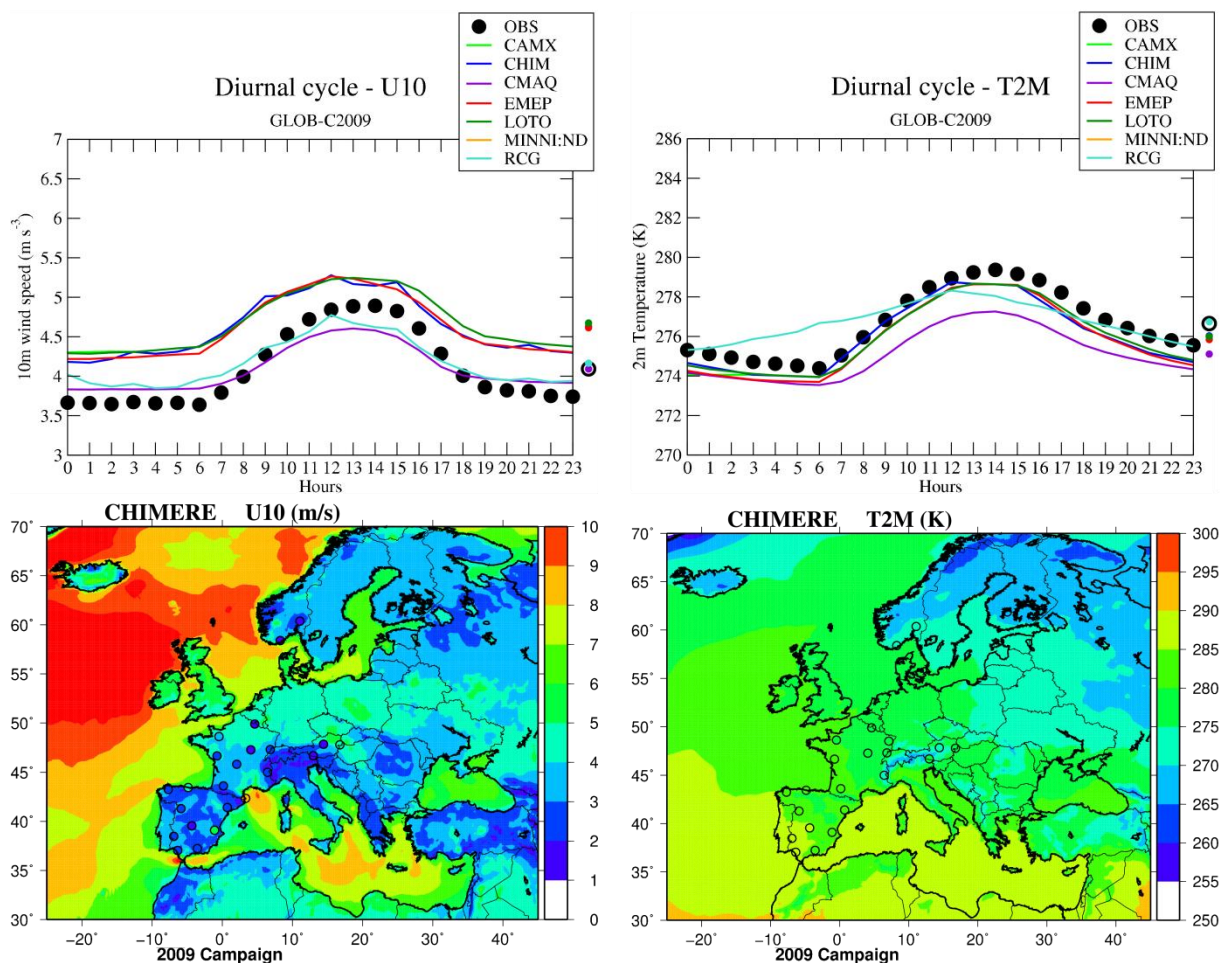 OBS
CAMX
CHIM
CMAQ
EMEP
LOTO
MINNI:ND
RCG
Diurnal cycle - U10
GLOB-C2009
10m wind speed (m s⁻³)
7
6.5
6
5.5
5
4.5
4
3.5
3
0 1 2 3 4 5 6 7 8 9 10 11 12 13 14 15 16 17 18 19 20 21 22 23
Hours
OBS
CAMX
CHIM
CMAQ
EMEP
LOTO
MINNI:ND
RCG
Diurnal cycle - T2M
GLOB-C2009
2m Temperature (K)
286
284
282
280
278
276
274
272
270
0 1 2 3 4 5 6 7 8 9 10 11 12 13 14 15 16 17 18 19 20 21 22 23
Hours
CHIMERE U10 (m/s)
70°
65°
60°
55°
50°
45°
40°
35°
30°
−20° −10° 0° 10° 20° 30° 40°
2009 Campaign
10
9
8
7
6
5
4
3
2
1
0
CHIMERE T2M (K)
70°
65°
60°
55°
50°
45°
40°
35°
30°
−20° −10° 0° 10° 20° 30° 40°
2009 Campaign
300
295
290
285
280
275
270
265
260
255
250